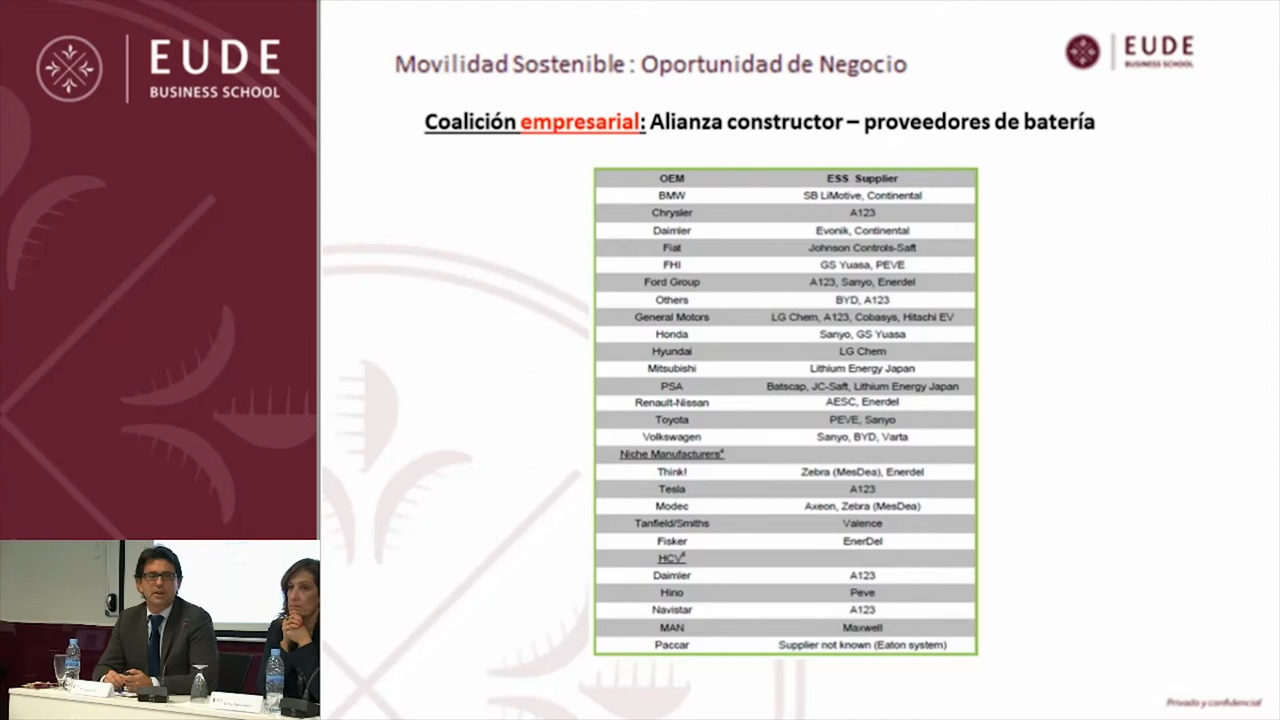 EUDE
BUSINESS SCHOOL
Movilidad Sostenible : Oportunidad de Negocio
EUDE
BUSINESS SCHOOL
Coalición empresarial: Alianza constructor – proveedores de batería
OEM ESS Supplier
BMW SB LiMotive, Continental
Chrysler A123
Daimler Evonik, Continental
Fiat Johnson Controls-Saft
FHI GS Yuasa, PEVE
Ford Group A123, Sanyo, Enerdel
Others BYD, A123
General Motors LG Chem, A123, Cobasys, Hitachi EV
Honda Sanyo, GS Yuasa
Hyundai LG Chem
Mitsubishi Lithium Energy Japan
PSA Batscap, JC-Saft, Lithium Energy Japan
Renault-Nissan AESC, Enerdel
Toyota PEVE, Sanyo
Volkswagen Sanyo, BYD, Varta
Niche Manufacturers
Think! Zebra (MesDea), Enerdel
Tesla A123
Modec Axeon, Zebra (MesDea)
Tanfield/Smiths Valence
Fisker EnerDel
HCV
Daimler A123
Hino Peve
Navistar A123
MAN Maxwell
Paccar Supplier not known (Eaton system)
Privado y confidencial